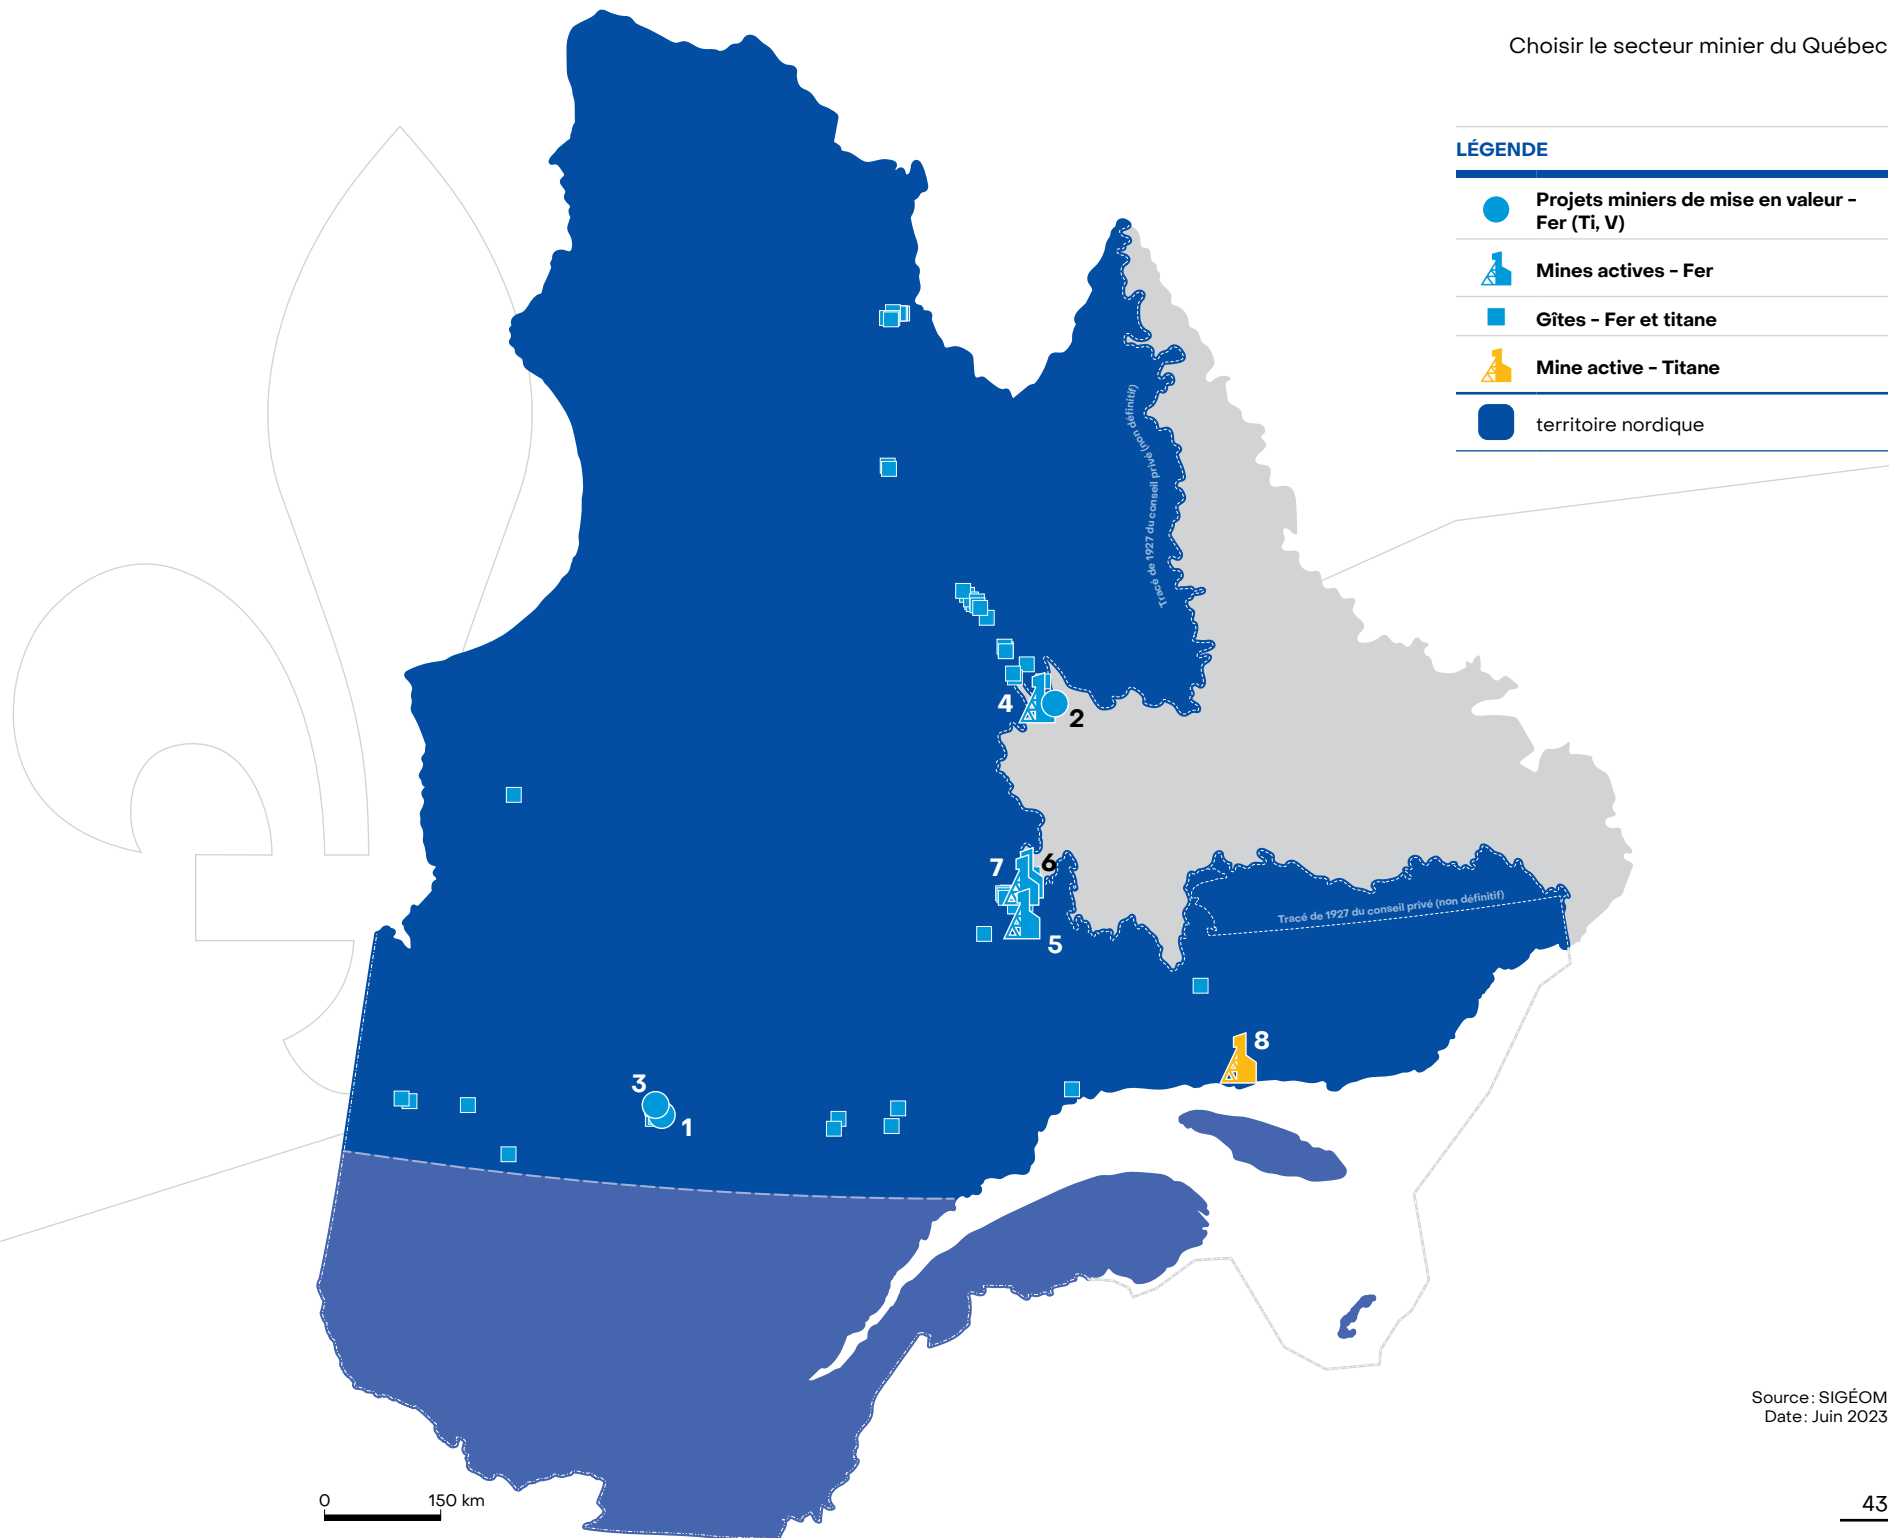 Choisir le secteur minier du Québec
LÉGENDE
Projets miniers de mise en valeur -
Fer (Ti, V)
Mines actives - Fer
Gîtes - Fer et titane
Mine active - Titane
territoire nordique
Tracé de 1927 du conseil privé (non définitif)
4
2
7
6
5
Tracé de 1927 du conseil privé (non définitif)
8
3
1
Source: SIGÉOM
Date: Juin 2023
0 150 km
43